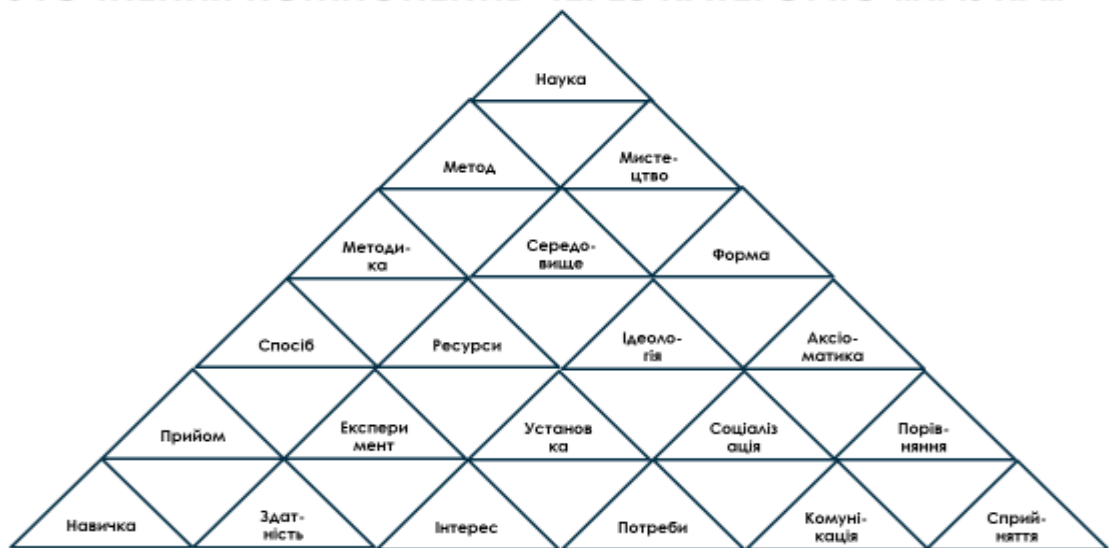 Наука
Метод
Мисте-
цтво
Методи-
ка
Середо-
вище
Форма
Спосіб
Ресурси
Ідеоло-
гія
Аксіо-
матика
Прийом
Експери
мент
Установ
ка
Соціаліз
ація
Порів-
няння
Навичка
Здат-
ність
Інтерес
Потреби
Комуні-
кація
Сприй-
няття